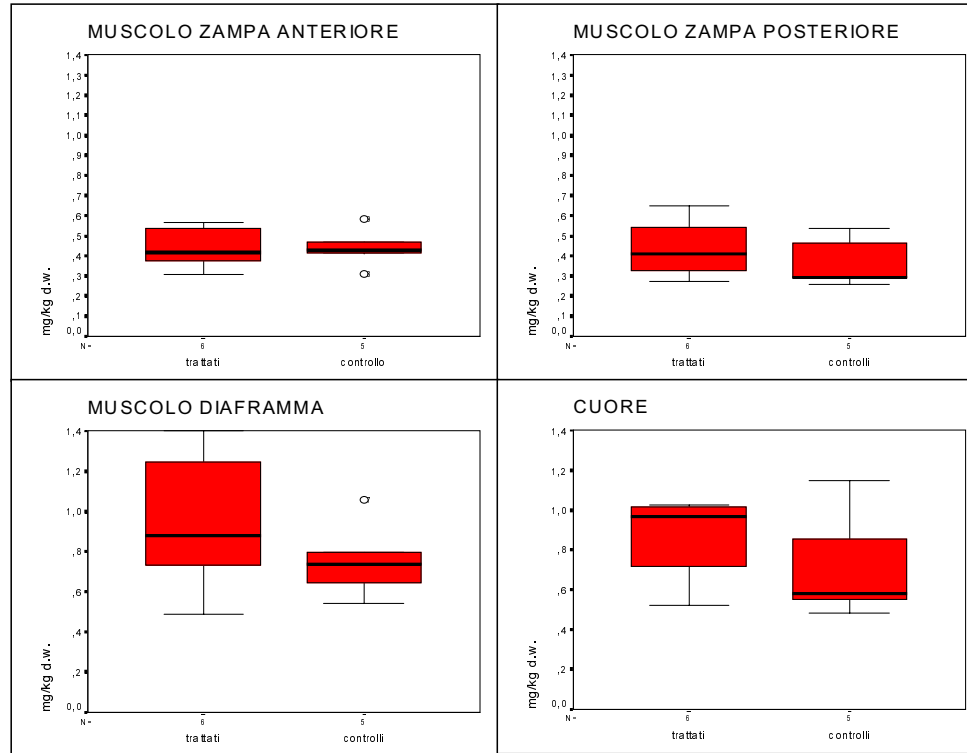 MUSCOLO ZAMPA ANTERIORE
mg/kg d.w.
1,4
1,3
1,2
1,1
1,0
,9
,8
,7
,6
,5
,4
,3
,2
,1
0,0
N =
6
5
trattati
controllo
MUSCOLO ZAMPA POSTERIORE
mg/kg d.w.
1,4
1,3
1,2
1,1
1,0
,9
,8
,7
,6
,5
,4
,3
,2
,1
0,0
N =
6
5
trattati
controlli
MUSCOLO DIAFRAMMA
mg/kg d.w.
1,4
1,2
1,0
,8
,6
,4
,2
0,0
N =
6
5
trattati
controlli
CUORE
mg/kg d.w.
1,4
1,2
1,0
,8
,6
,4
,2
0,0
N =
6
5
trattati
controlli